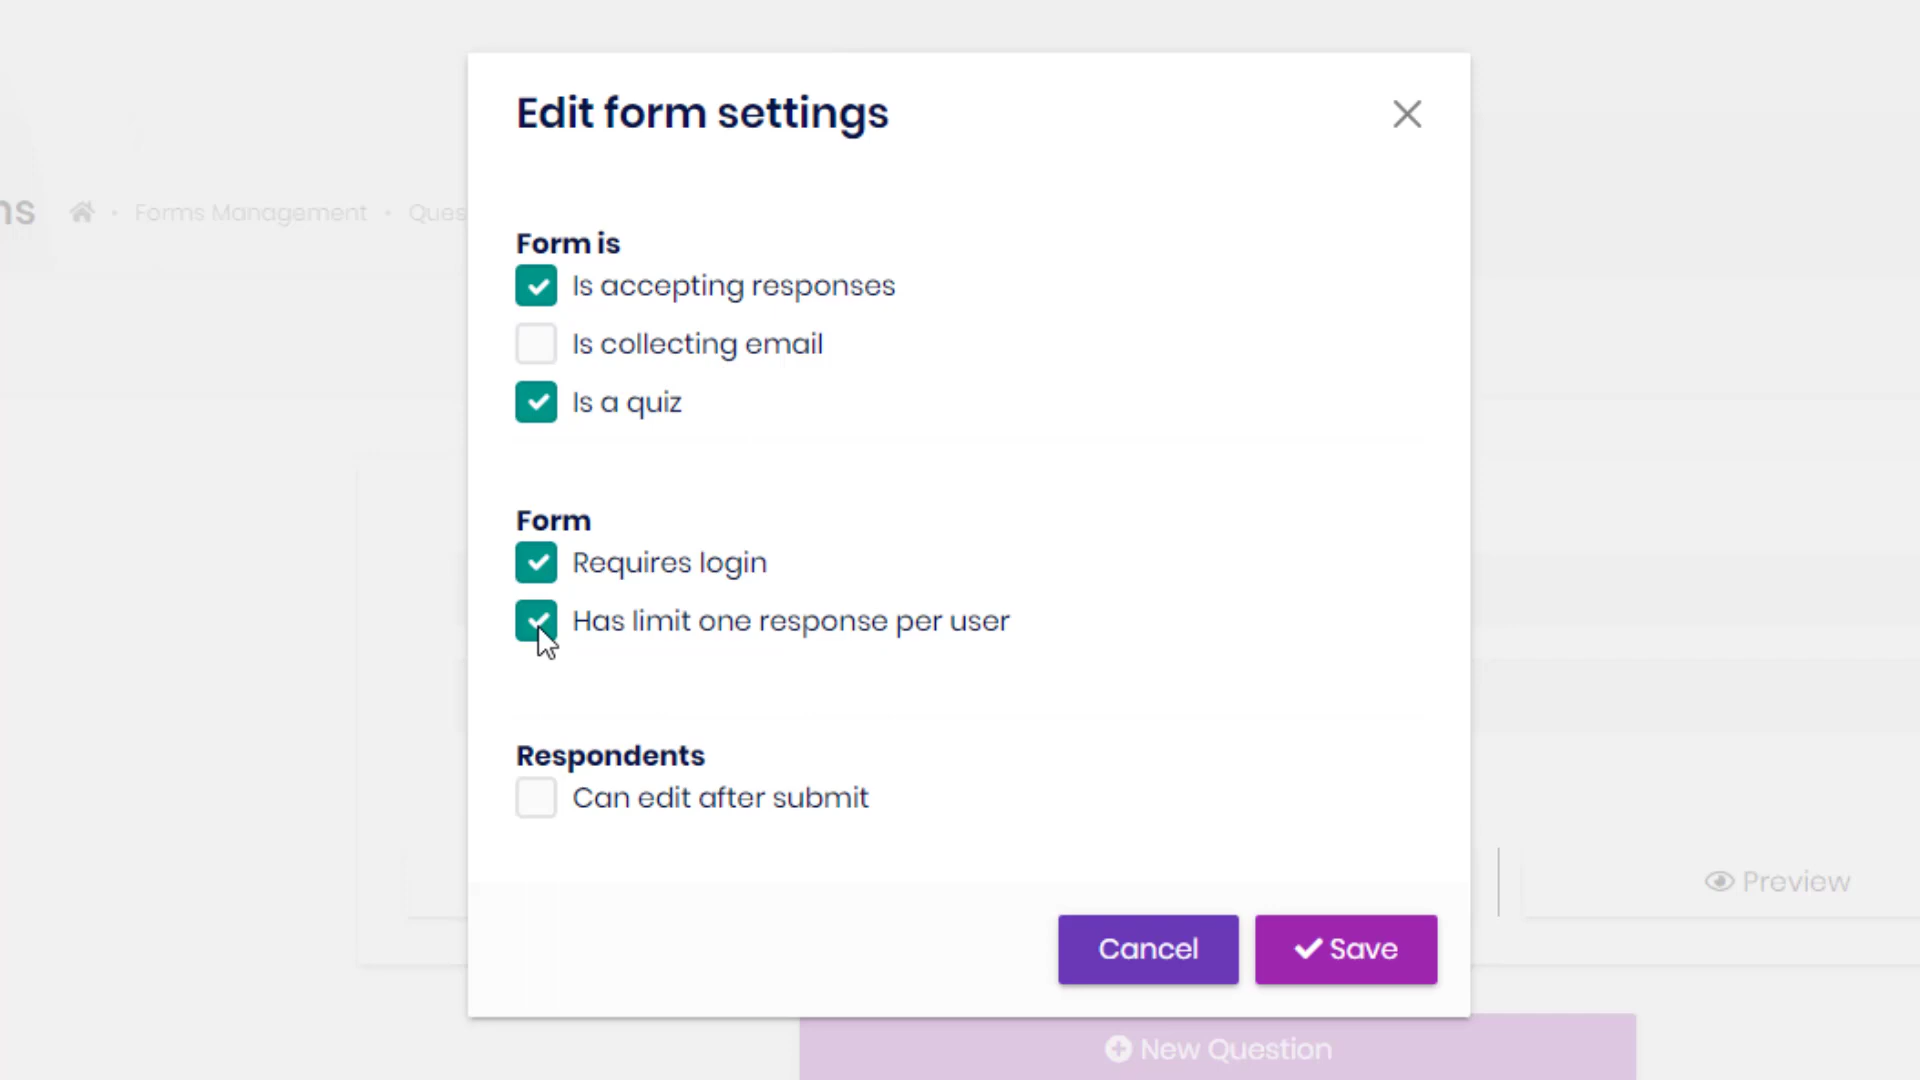 Edit form settings
Forms Management • Ques
Form is
Is accepting responses
Is collecting email
Is a quiz
Form
Requires login
Has limit one response per user
Respondents
Can edit after submit
Preview
Cancel
Save
New Question